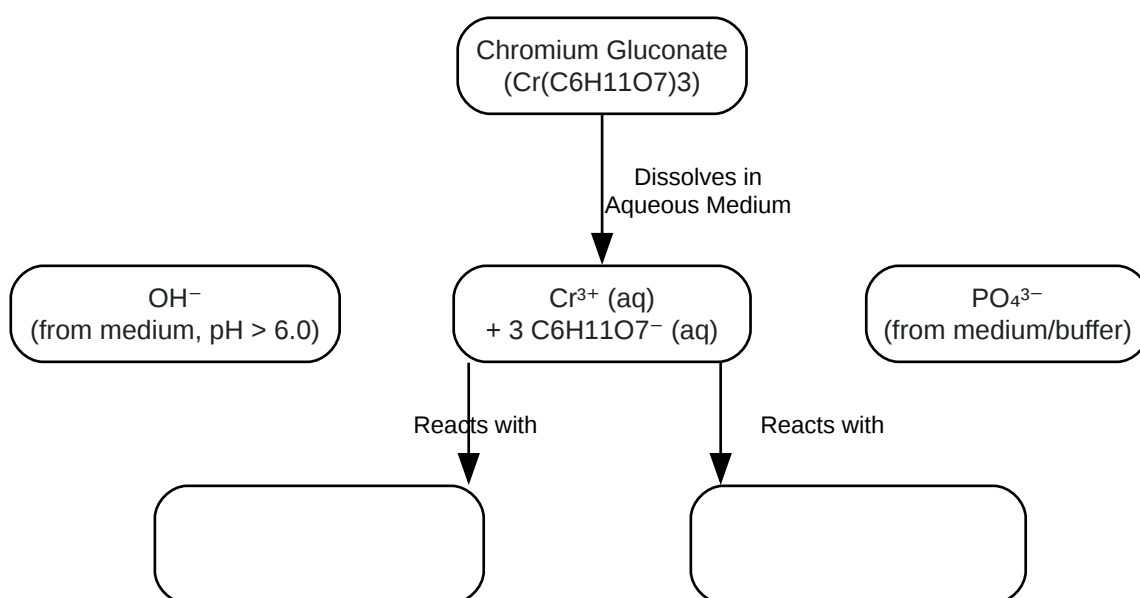 Chromium Gluconate
(Cr(C6H11O7)3)
Dissolves in
Aqueous Medium
OH⁻
(from medium, pH > 6.0)
Cr³⁺ (aq)
+ 3 C6H11O7⁻ (aq)
PO₄³⁻
(from medium/buffer)
Reacts with
Reacts with